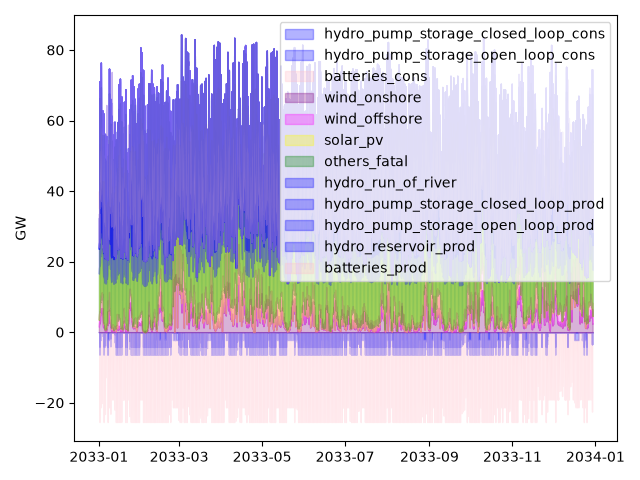 hydro_pump_storage_closed_loop_cons
hydro_pump_storage_open_loop_cons
batteries_cons
wind_onshore
wind_offshore
solar_pv
others_fatal
hydro_run_of_river
hydro_pump_storage_closed_loop_prod
hydro_pump_storage_open_loop_prod
hydro_reservoir_prod
batteries_prod
80
60
40
20
0
−20
GW
2033-01 2033-03 2033-05 2033-07 2033-09 2033-11 2034-01